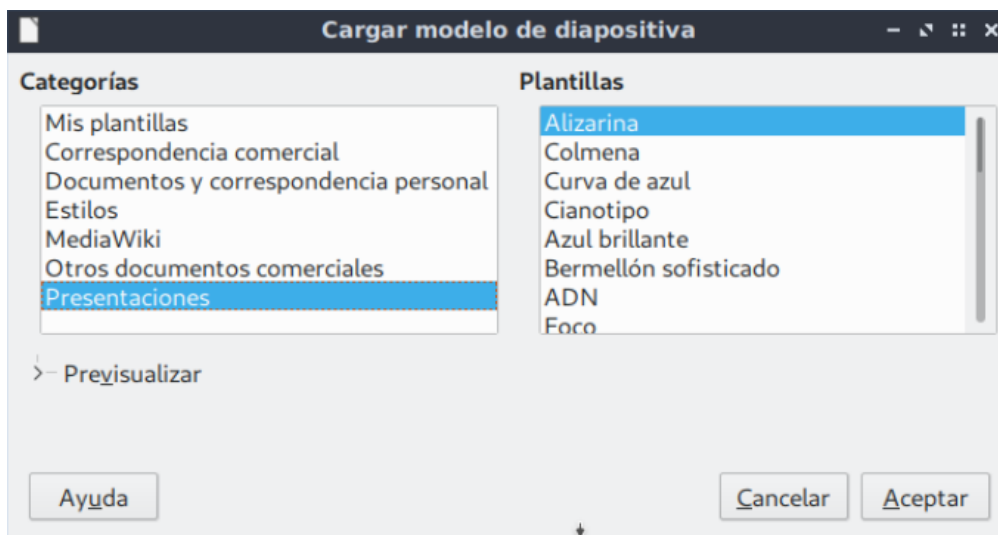 Cargar modelo de diapositiva
Categorías
Mis plantillas
Correspondencia comercial
Documentos y correspondencia personal
Estilos
MediaWiki
Otros documentos comerciales
Presentaciones
Plantillas
Alizarina
Colmena
Curva de azul
Cianotipo
Azul brillante
Bermellón sofisticado
ADN
Foco
Previsualizar
Ayuda
Cancelar
Aceptar